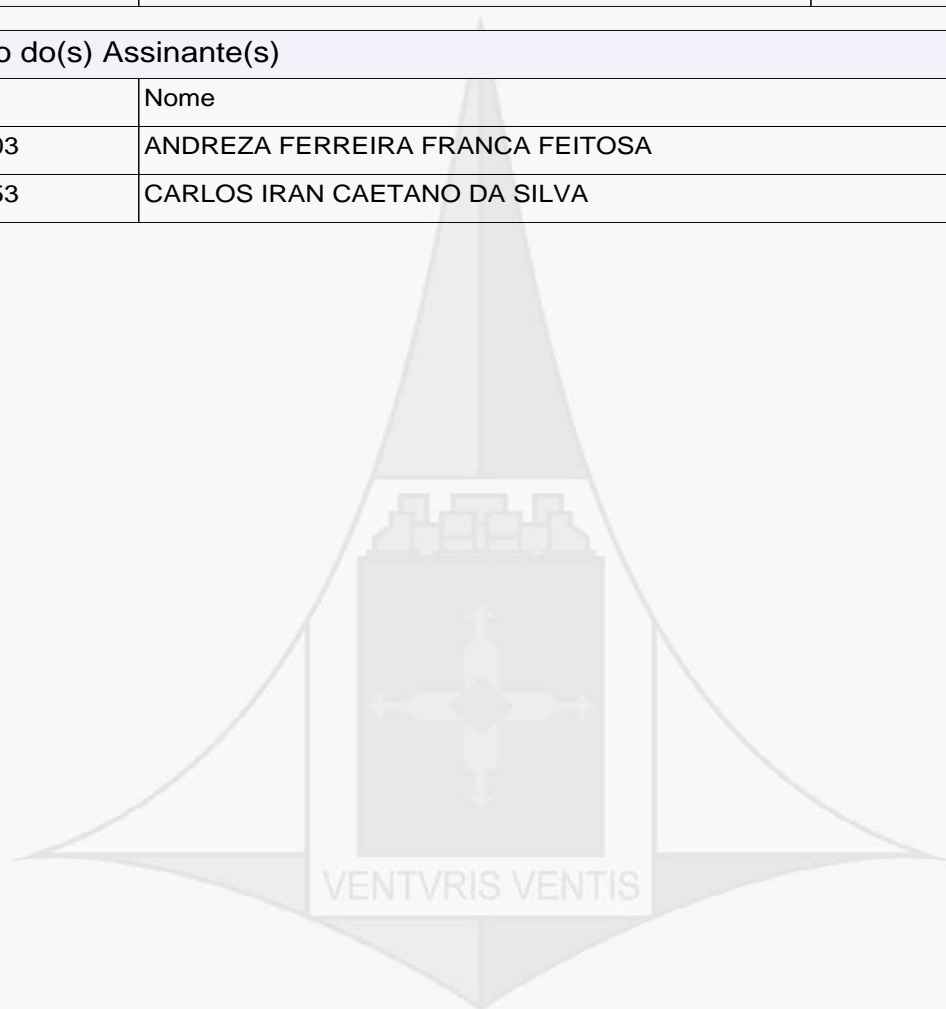 o do(s) Assinante(s)
Nome
03 ANDREZA FERREIRA FRANCA FEITOSA
53 CARLOS IRAN CAETANO DA SILVA
VENTVRIS VENTIS